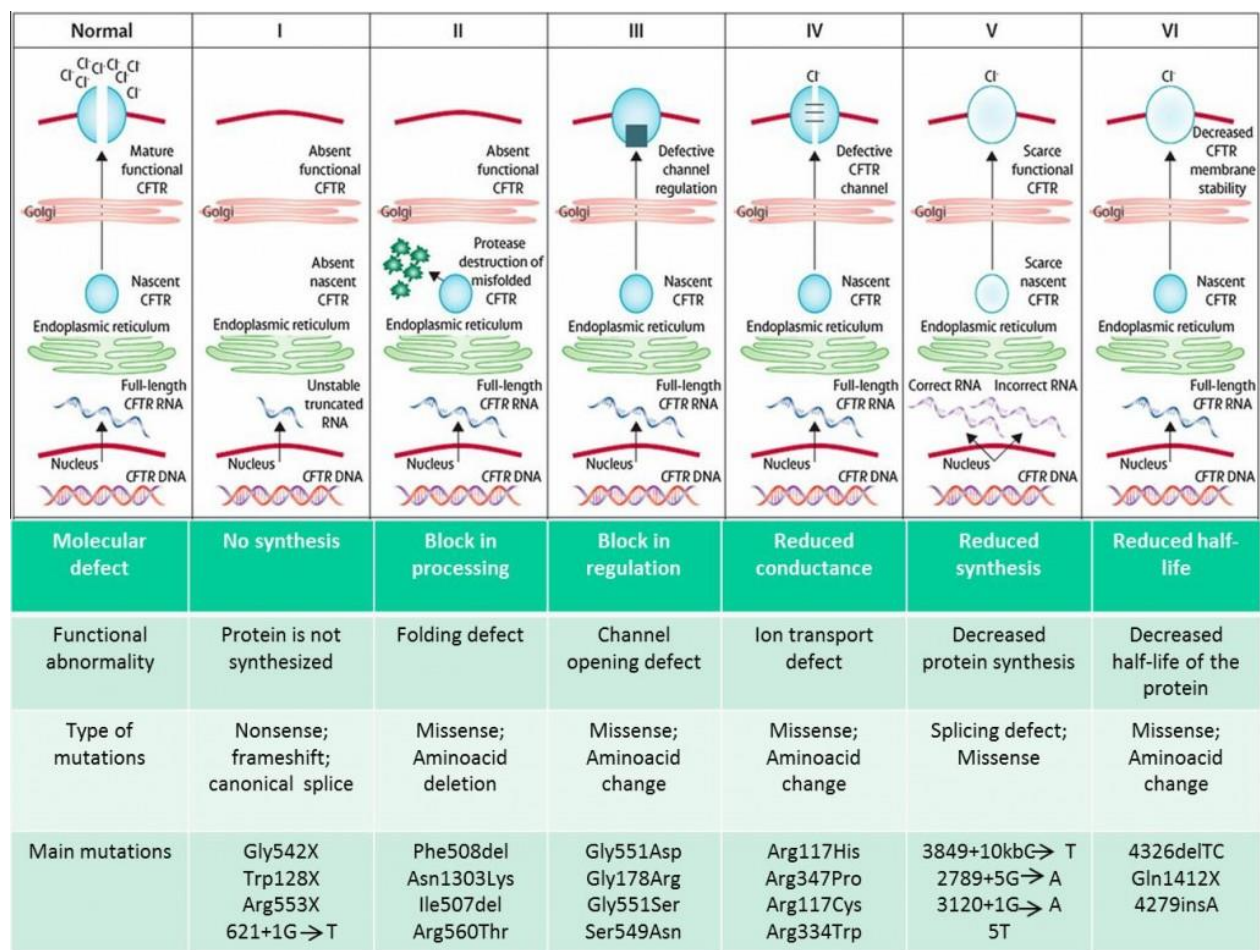 Normal
I
II
III
IV
V
VI
Cl⁻ Cl⁻ Cl⁻ Cl⁻ Cl⁻
Cl⁻ Cl⁻ Cl⁻
Cl⁻
Mature
functional
CFTR
Golgi
Nascent
CFTR
Endoplasmic reticulum
Full-length
CFTR RNA
Nucleus
CFTR DNA
Absent
functional
CFTR
Golgi
Absent
nascent
CFTR
Endoplasmic reticulum
Unstable
truncated
RNA
Nucleus
CFTR DNA
Absent
functional
CFTR
Golgi
Protease
destruction of
misfolded
CFTR
Endoplasmic reticulum
Full-length
CFTR RNA
Nucleus
CFTR DNA
Defective
channel
regulation
Golgi
Nascent
CFTR
Endoplasmic reticulum
Full-length
CFTR RNA
Nucleus
CFTR DNA
Cl⁻
Defective
CFTR
channel
Golgi
Nascent
CFTR
Endoplasmic reticulum
Full-length
CFTR RNA
Nucleus
CFTR DNA
Cl⁻
Scarce
functional
CFTR
Golgi
Scarce
nascent
CFTR
Endoplasmic reticulum
Correct RNA Incorrect RNA
Nucleus
CFTR DNA
Cl⁻
Decreased
CFTR
membrane
stability
Golgi
Nascent
CFTR
Endoplasmic reticulum
Full-length
CFTR RNA
Nucleus
CFTR DNA
Molecular
defect
No synthesis
Block in
processing
Block in
regulation
Reduced
conductance
Reduced
synthesis
Reduced half-
life
Functional
abnormality
Protein is not
synthesized
Folding defect
Channel
opening defect
Ion transport
defect
Decreased
protein synthesis
Decreased
half-life of the
protein
Type of
mutations
Nonsense;
frameshift;
canonical splice
Missense;
Aminoacid
deletion
Missense;
Aminoacid
change
Missense;
Aminoacid
change
Splicing defect;
Missense
Missense;
Aminoacid
change
Main mutations
Gly542X
Trp128X
Arg553X
621+1G→T
Phe508del
Asn1303Lys
Ile507del
Arg560Thr
Gly551Asp
Gly178Arg
Gly551Ser
Ser549Asn
Arg117His
Arg347Pro
Arg117Cys
Arg334Trp
3849+10kbC→ T
2789+5G→ A
3120+1G→ A
5T
4326delTC
Gln1412X
4279insA